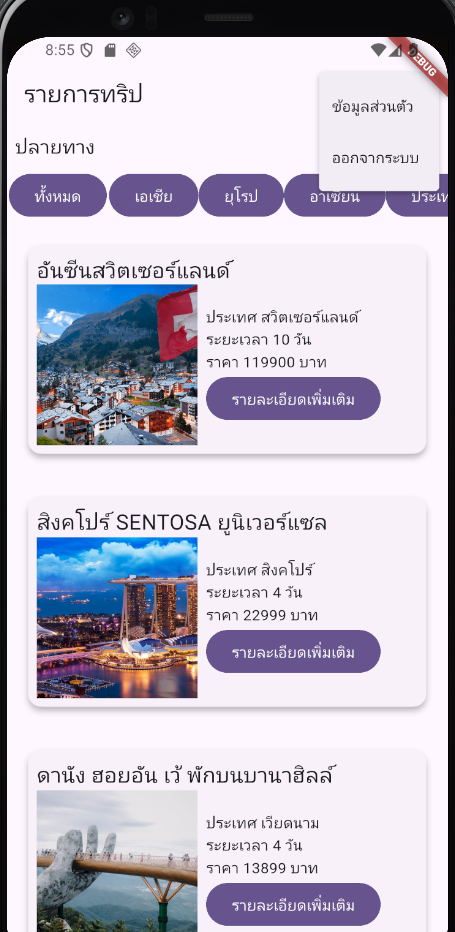 8:55
DEBUG
รายการทริป
ข้อมูลส่วนตัว
ออกจากระบบ
ปลายทาง
ทั้งหมด
เอเชีย
ยุโรป
อาเซียน
ประเท
อันซีนสวิตเซอร์แลนด์
ประเทศ สวิตเซอร์แลนด์
ระยะเวลา 10 วัน
ราคา 119900 บาท
รายละเอียดเพิ่มเติม
สิงคโปร์ SENTOSA ยูนิเวอร์แซล
ประเทศ สิงคโปร์
ระยะเวลา 4 วัน
ราคา 22999 บาท
รายละเอียดเพิ่มเติม
ดานัง ฮอยอัน เว้ พักบนบานาฮิลล์
ประเทศ เวียดนาม
ระยะเวลา 4 วัน
ราคา 13899 บาท
รายละเอียดเพิ่มเติม